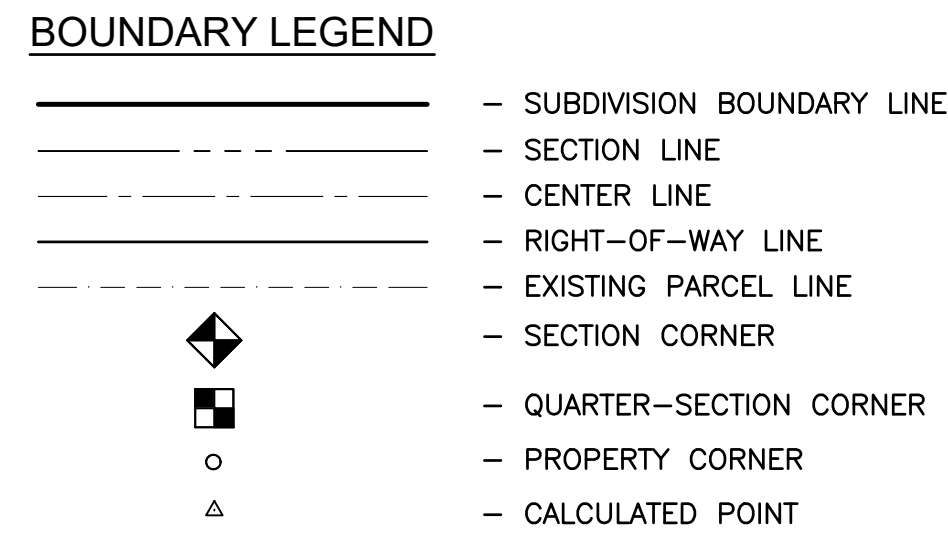 BOUNDARY LEGEND
– SUBDIVISION BOUNDARY LINE
– SECTION LINE
– CENTER LINE
– RIGHT–OF–WAY LINE
– EXISTING PARCEL LINE
– SECTION CORNER
– QUARTER–SECTION CORNER
– PROPERTY CORNER
– CALCULATED POINT